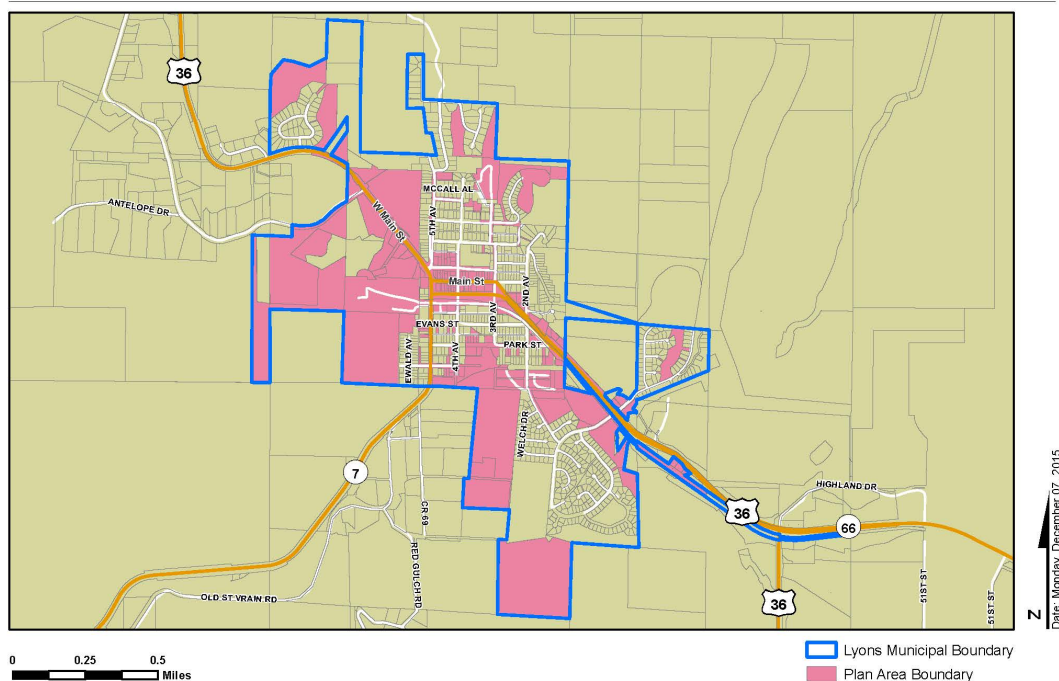 36
ANTELOPE DR
W Main St
MCCALL AL
5TH AV
Main St
2ND AV
3RD AV
EVANS ST
PARK ST
EWALD AV
4TH AV
WELCH DR
7
CR 69
RED GULCH RD
OLD ST VRAIN RD
36
HIGHLAND DR
66
36
51ST ST
51ST ST
N
Date: Monday, December 07, 2015
0 0.25 0.5
Miles
Lyons Municipal Boundary
Plan Area Boundary